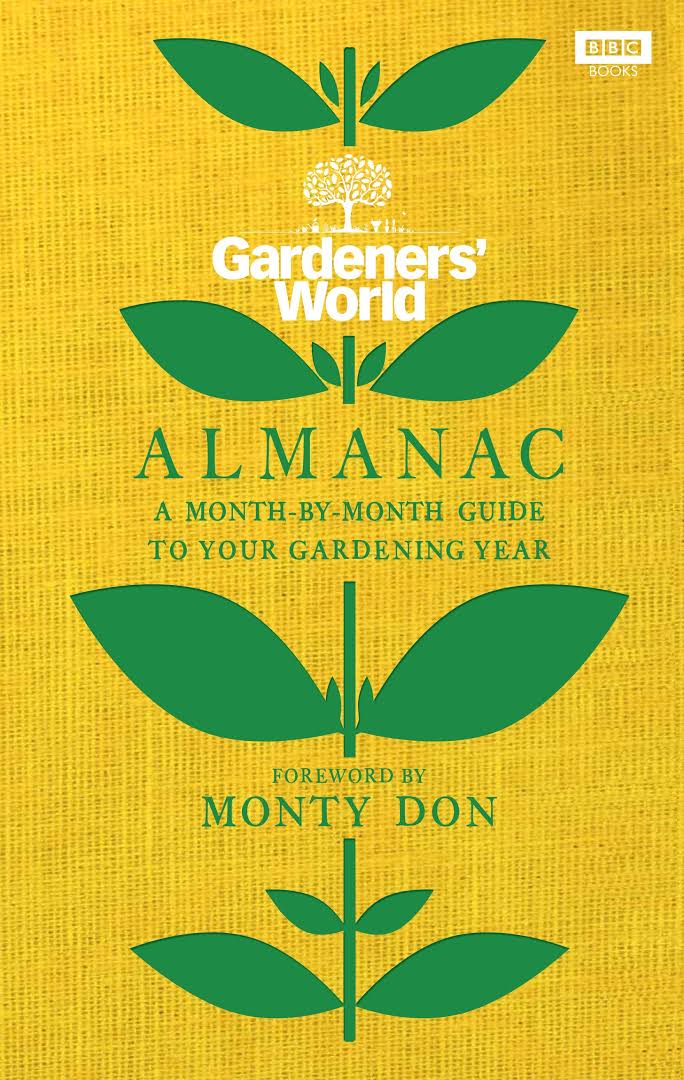 BBC
BOOKS
Gardeners’
World
ALMANAC
A MONTH-BY-MONTH GUIDE
TO YOUR GARDENING YEAR
FOREWORD BY
MONTY DON